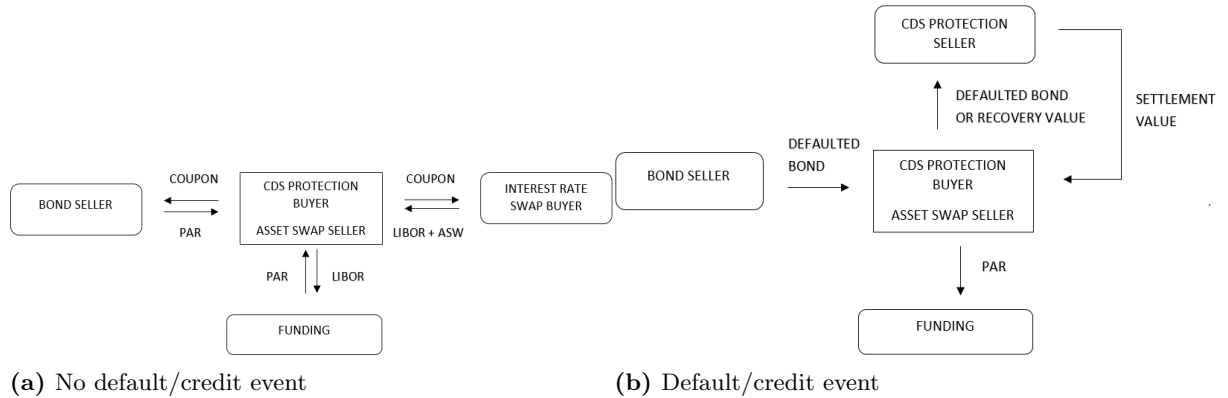 BOND SELLER
COUPON
PAR
CDS PROTECTION
BUYER
ASSET SWAP SELLER
COUPON
LIBOR + ASW
INTEREST RATE
SWAP BUYER
PAR
LIBOR
FUNDING
(a) No default/credit event
CDS PROTECTION
SELLER
DEFAULTED BOND
OR RECOVERY VALUE
SETTLEMENT
VALUE
BOND SELLER
DEFAULTED
BOND
CDS PROTECTION
BUYER
ASSET SWAP SELLER
PAR
FUNDING
(b) Default/credit event